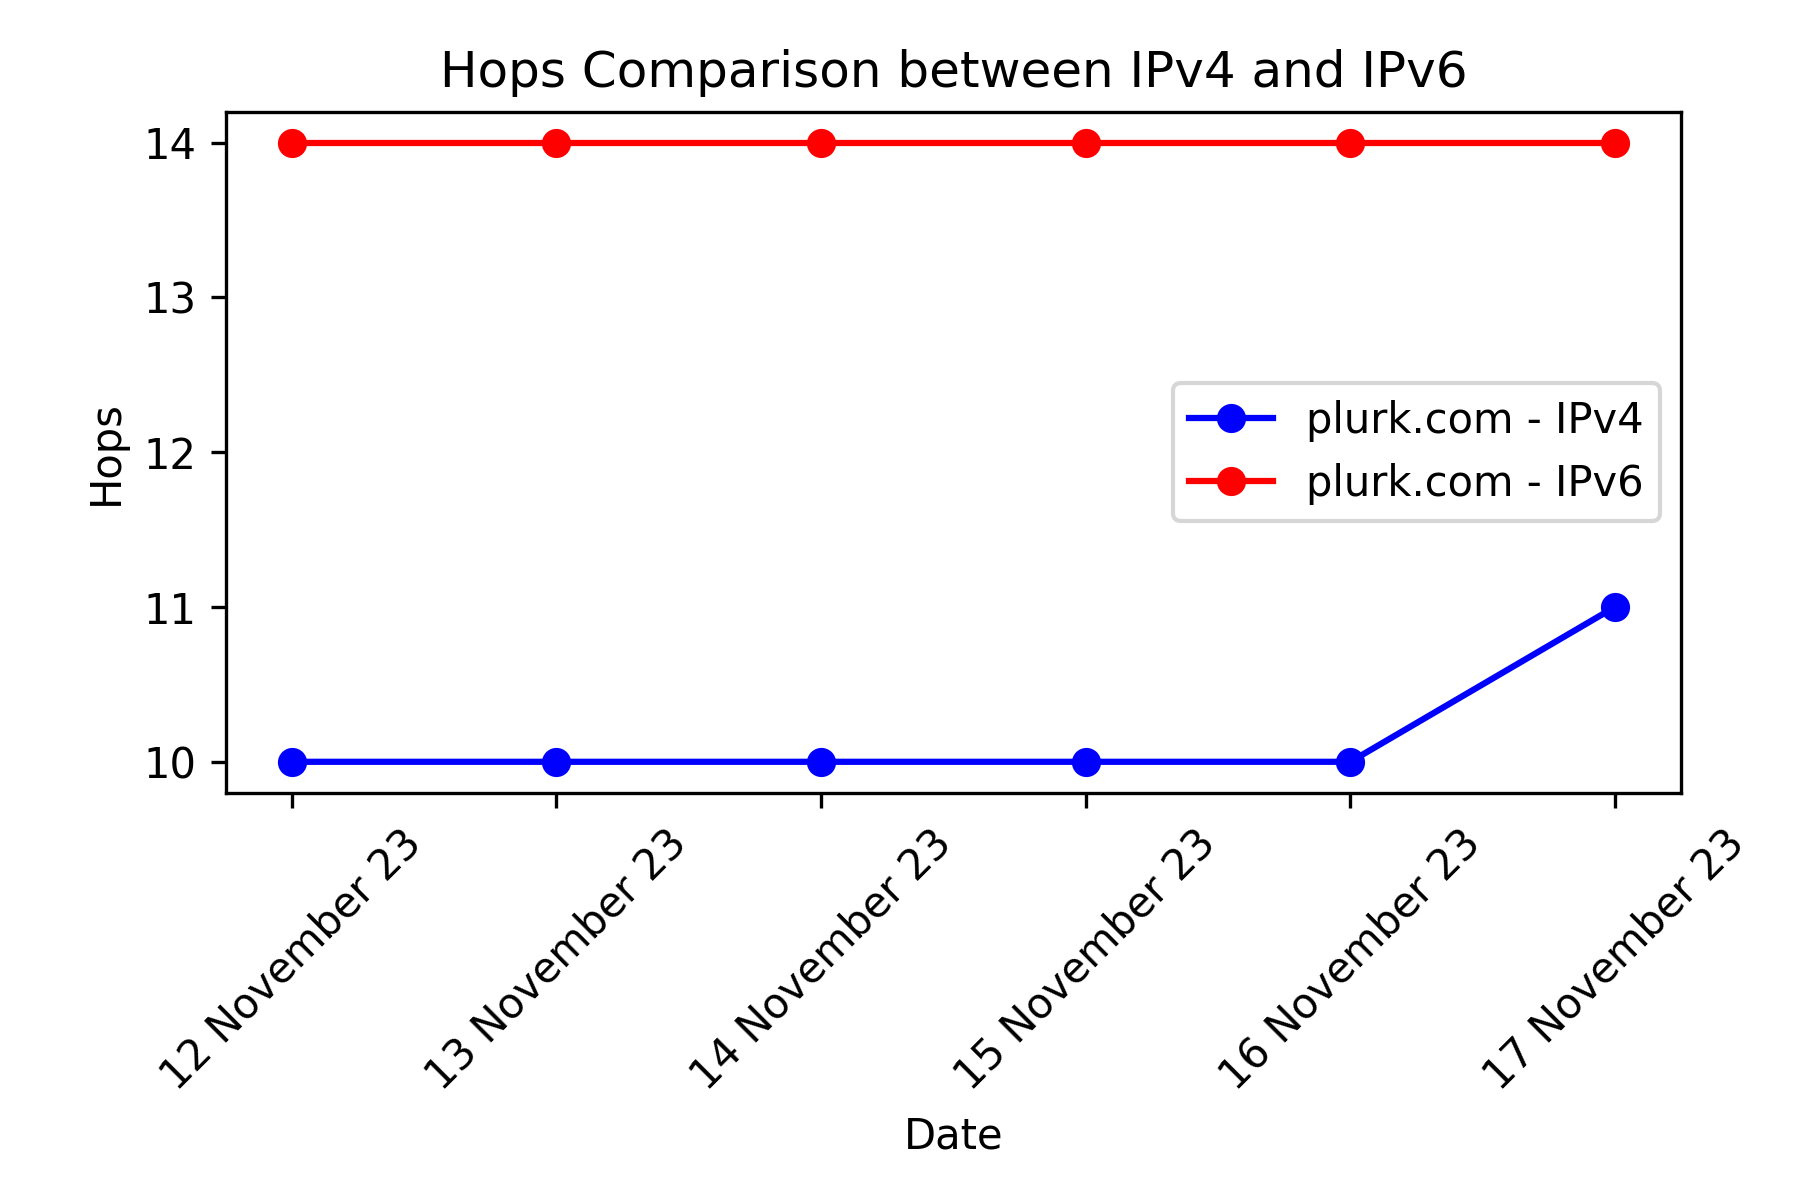 Hops Comparison between IPv4 and IPv6
14
13
12
11
10
Hops
plurk.com - IPv4
plurk.com - IPv6
12 November 23
13 November 23
14 November 23
15 November 23
16 November 23
17 November 23
Date